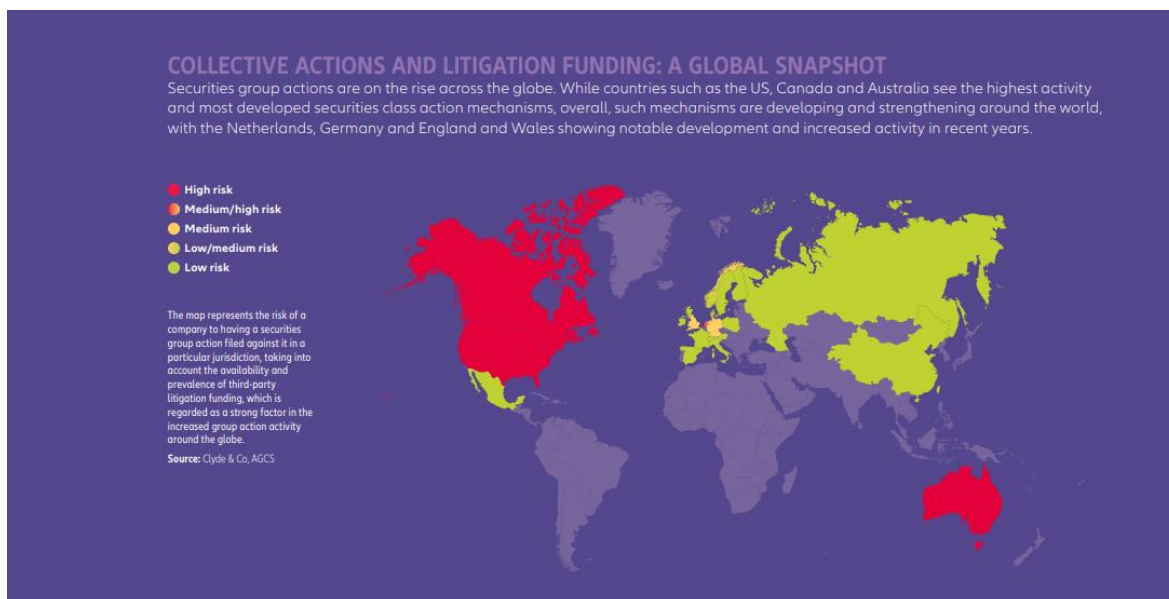 COLLECTIVE ACTIONS AND LITIGATION FUNDING: A GLOBAL SNAPSHOT
Securities group actions are on the rise across the globe. While countries such as the US, Canada and Australia see the highest activity
and most developed securities class action mechanisms, overall, such mechanisms are developing and strengthening around the world,
with the Netherlands, Germany and England and Wales showing notable development and increased activity in recent years.
High risk
Medium/high risk
Medium risk
Low/medium risk
Low risk
The map represents the risk of a
company to having a securities
group action filed against it in a
particular jurisdiction, taking into
account the availability and
prevalence of third-party
litigation funding, which is
regarded as a strong factor in the
increased group action activity
around the globe.
Source: Clyde & Co, AGCS